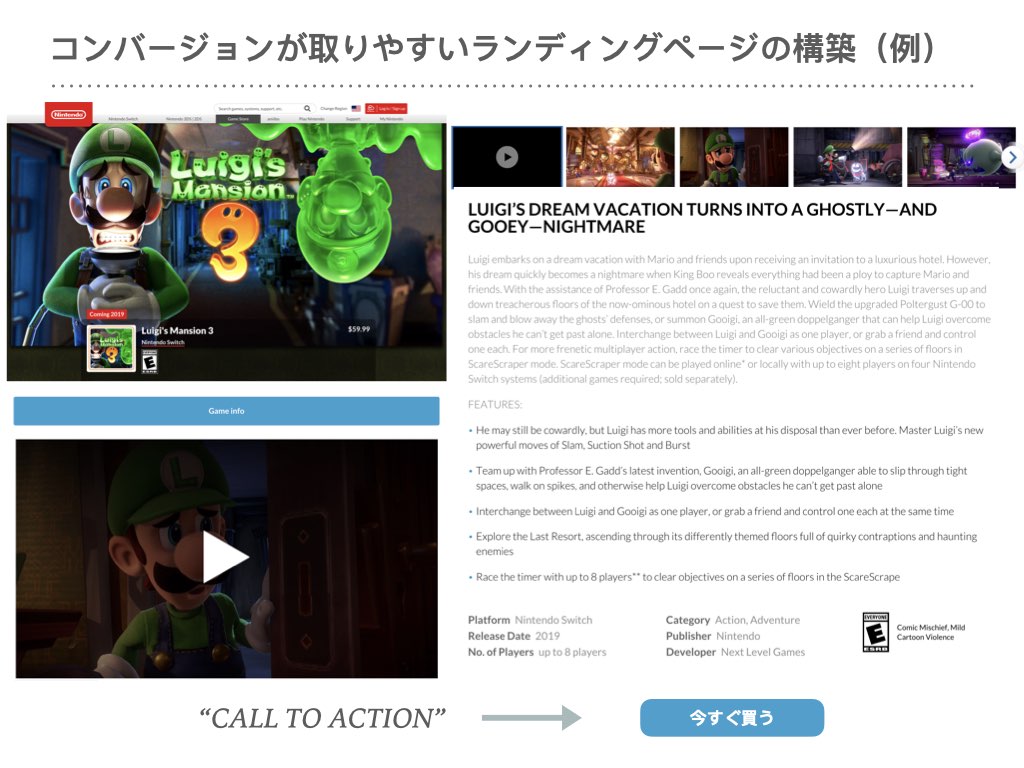 コンバージョンが取りやすいランディングページの構築（例）
Nintendo
Search games, systems, support, etc.
Change Region
Log in / Sign up
Nintendo Switch
Nintendo 3DS | 2DS
Game Store
amiibo
Play Nintendo
Support
My Nintendo
LUIGI'S
MANSION™
3
Coming 2019
Luigi's Mansion 3
$59.99
Nintendo Switch
Game info
LUIGI'S DREAM VACATION TURNS INTO A GHOSTLY—AND
GOOEY—NIGHTMARE
Luigi embarks on a dream vacation with Mario and friends upon receiving an invitation to a luxurious hotel. However,
his dream quickly becomes a nightmare when King Boo reveals everything had been a ploy to capture Mario and
friends. With the assistance of Professor E. Gadd once again, the reluctant and cowardly hero Luigi traverses up and
down treacherous floors of the now-ominous hotel on a quest to save them. Wield the upgraded Poltergust G-00 to
slam and blow away the ghosts' defenses, or summon Gooigi, an all-green doppelganger that can help Luigi overcome
obstacles he can't get past alone. Interchange between Luigi and Gooigi as one player, or grab a friend and control
one each. For more frenetic multiplayer action, race the timer to clear various objectives on a series of floors in
ScareScraper mode. ScareScraper mode can be played online* or locally with up to eight players on four Nintendo
Switch systems (additional games required; sold separately).
FEATURES:
• He may still be cowardly, but Luigi has more tools and abilities at his disposal than ever before. Master Luigi's new
powerful moves of Slam, Suction Shot and Burst
• Team up with Professor E. Gadd's latest invention, Gooigi, an all-green doppelganger able to slip through tight
spaces, walk on spikes, and otherwise help Luigi overcome obstacles he can't get past alone
• Interchange between Luigi and Gooigi as one player, or grab a friend and control one each at the same time
• Explore the Last Resort, ascending through its differently themed floors full of quirky contraptions and haunting
enemies
• Race the timer with up to 8 players** to clear objectives on a series of floors in the ScareScrape
Platform Nintendo Switch
Release Date 2019
No. of Players up to 8 players
Category Action, Adventure
Publisher Nintendo
Developer Next Level Games
EVERYONE
E
ESRB
Comic Mischief, Mild
Cartoon Violence
“CALL TO ACTION”
今すぐ買う